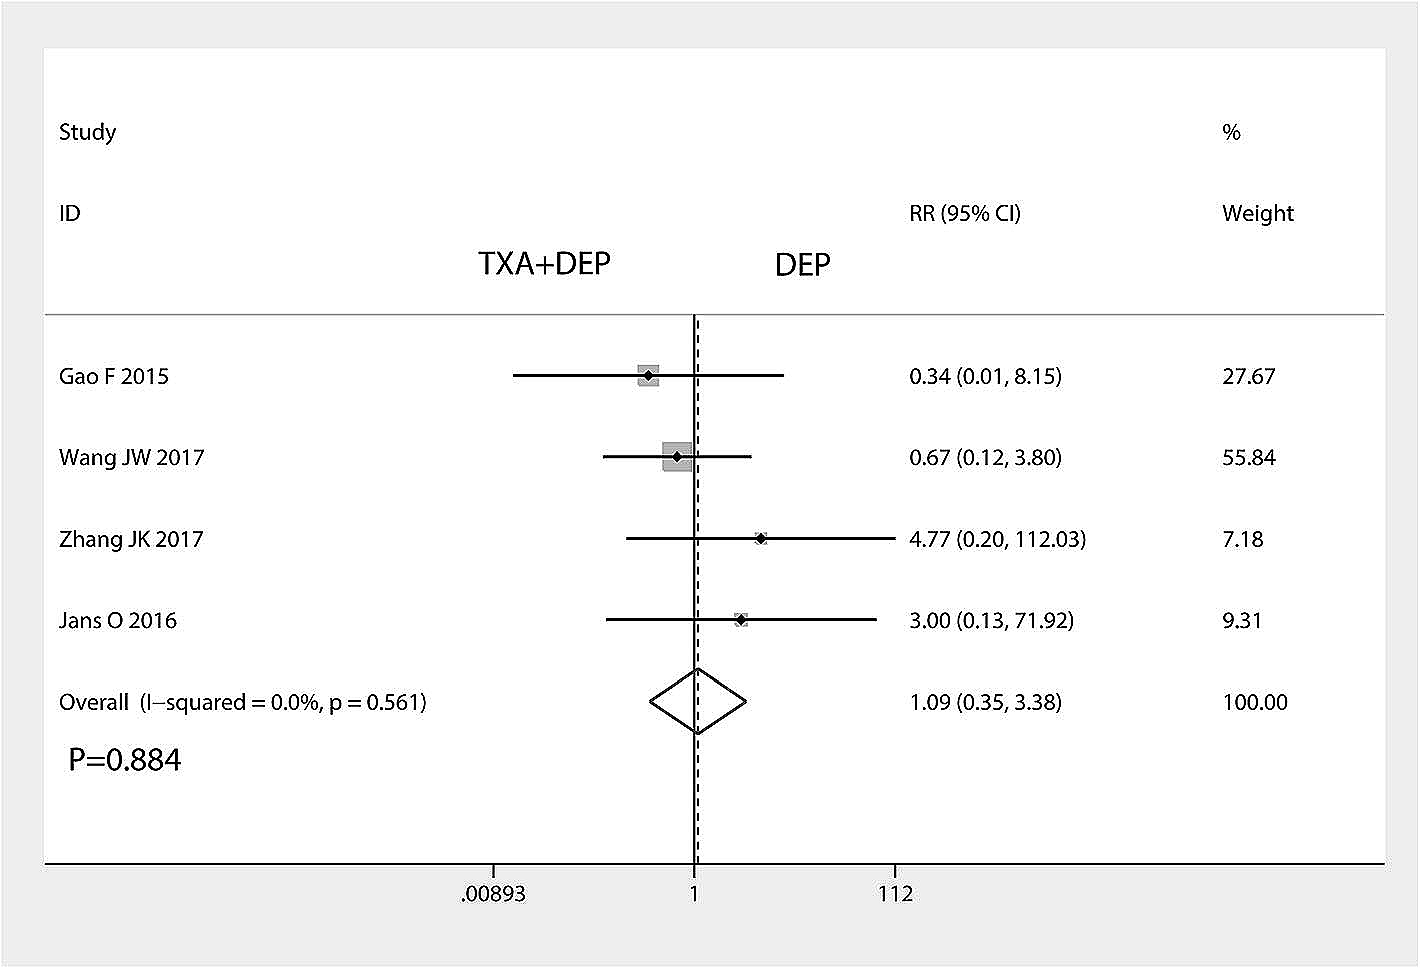 Study %
ID RR (95% CI) Weight
TXA+DEP DEP
Gao F 2015 0.34 (0.01, 8.15) 27.67
Wang JW 2017 0.67 (0.12, 3.80) 55.84
Zhang JK 2017 4.77 (0.20, 112.03) 7.18
Jans O 2016 3.00 (0.13, 71.92) 9.31
Overall (I−squared = 0.0%, p = 0.561) 1.09 (0.35, 3.38) 100.00
P=0.884
.00893 1 112